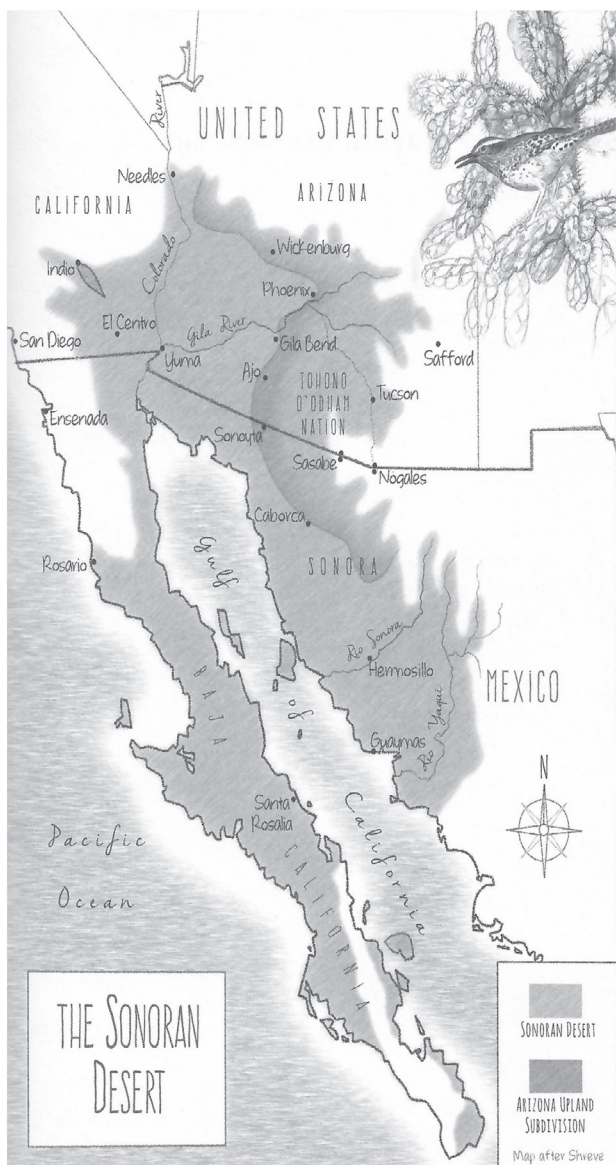 River
UNITED STATES
Needles
ARIZONA
CALIFORNIA
Wickenburg
Indio
Colorado
Phoenix
El Centro
Gila River
San Diego
Yuma
Gila Bend
Safford
Ajo
TOHONO
O'ODHAM
NATION
Tucson
Ensenada
Sonoyta
Sasabe
Nogales
Caborca
Gulf
SONORA
Rosario
Rio Sonora
Hermosillo
BAJA
MEXICO
of
Guaymas
Rio Yaqui
N
Santa
Rosalia
California
Pacific
Ocean
CALIFORNIA
THE SONORAN
DESERT
SONORAN DESERT
ARIZONA UPLAND
SUBDIVISION
Map after Shreve